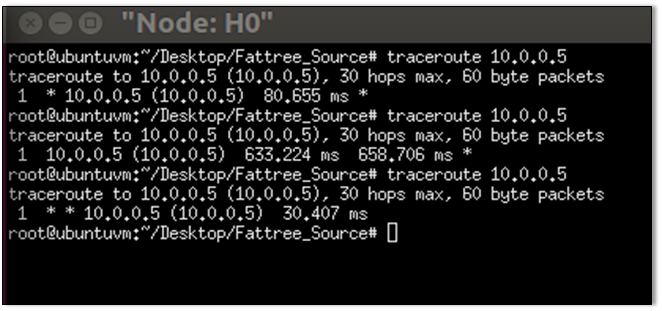 "Node: H0"
root@ubuntuvm:~/Desktop/Fattree_Source# traceroute 10.0.0.5
traceroute to 10.0.0.5 (10.0.0.5), 30 hops max, 60 byte packets
 1  * 10.0.0.5 (10.0.0.5)  80.655 ms *
root@ubuntuvm:~/Desktop/Fattree_Source# traceroute 10.0.0.5
traceroute to 10.0.0.5 (10.0.0.5), 30 hops max, 60 byte packets
 1  10.0.0.5 (10.0.0.5)  633.224 ms  658.706 ms *
root@ubuntuvm:~/Desktop/Fattree_Source# traceroute 10.0.0.5
traceroute to 10.0.0.5 (10.0.0.5), 30 hops max, 60 byte packets
 1  * * 10.0.0.5 (10.0.0.5)  30.407 ms
root@ubuntuvm:~/Desktop/Fattree_Source#